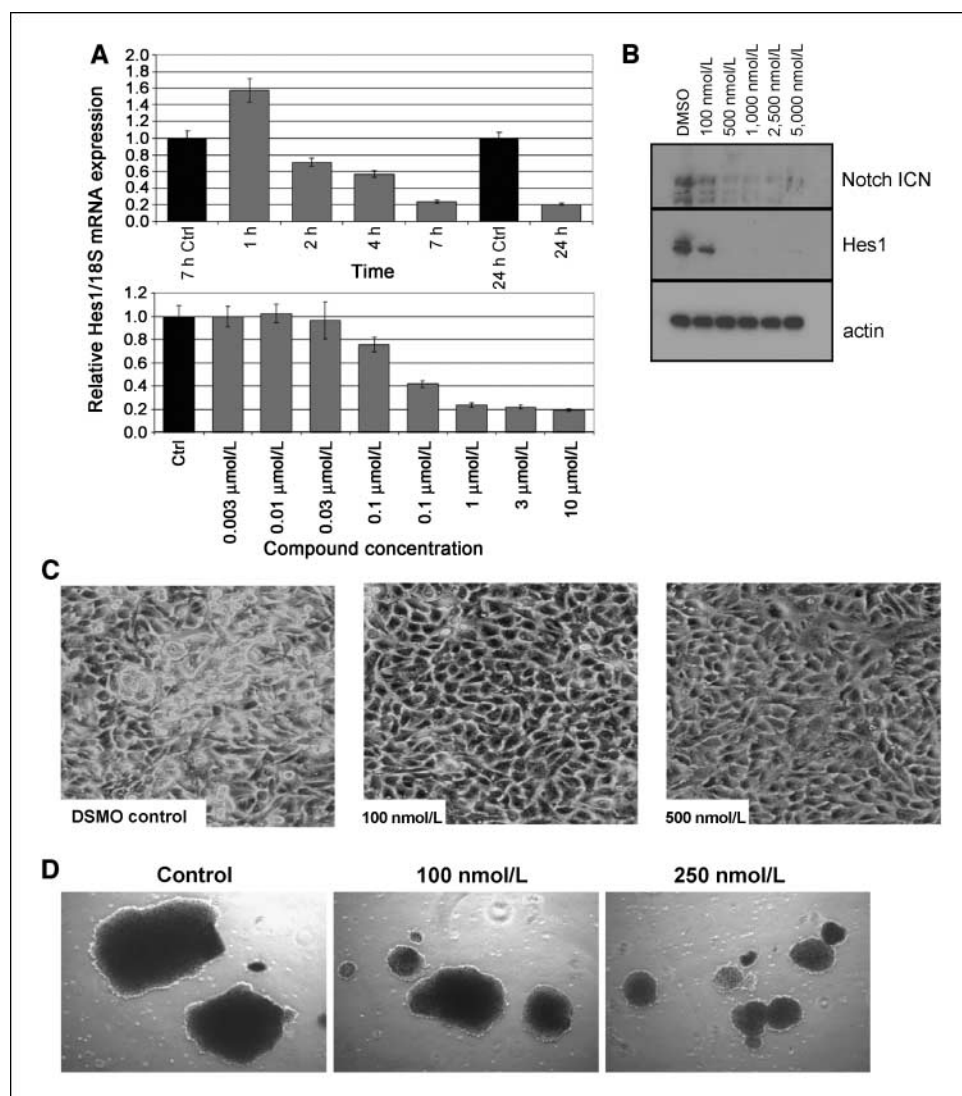 A
Relative Hes1/18S mRNA expression
2.0
1.8
1.6
1.4
1.2
1.0
0.8
0.6
0.4
0.2
0.0
7 h Ctrl
1 h
2 h
4 h
7 h
24 h Ctrl
24 h
Time
1.2
1.0
0.8
0.6
0.4
0.2
0.0
Ctrl
0.003 µmol/L
0.01 µmol/L
0.03 µmol/L
0.1 µmol/L
0.1 µmol/L
1 µmol/L
3 µmol/L
10 µmol/L
Compound concentration
B
DMSO
100 nmol/L
500 nmol/L
1,000 nmol/L
2,500 nmol/L
5,000 nmol/L
Notch ICN
Hes1
actin
C
DSMO control
100 nmol/L
500 nmol/L
D
Control
100 nmol/L
250 nmol/L